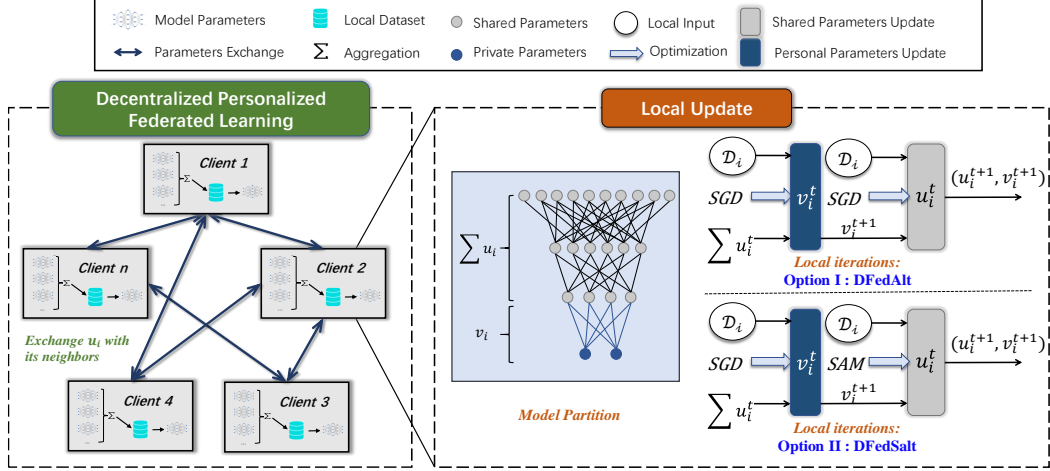 Model Parameters
Local Dataset
Shared Parameters
Local Input
Shared Parameters Update
Parameters Exchange
Σ Aggregation
Private Parameters
Optimization
Personal Parameters Update
Decentralized Personalized
Federated Learning
Client 1
Σ
...
Client n
Σ
...
Client 2
Σ
...
Exchange u_i with
its neighbors
Client 4
Σ
...
Client 3
Σ
...
Local Update
∑ u_i
v_i
Model Partition
D_i
D_i
SGD
v_i^t
SGD
u_i^t
(u_i^{t+1}, v_i^{t+1})
∑ u_i^t
v_i^{t+1}
Local iterations:
Option I : DFedAlt
D_i
D_i
SGD
v_i^t
SAM
u_i^t
(u_i^{t+1}, v_i^{t+1})
∑ u_i^t
v_i^{t+1}
Local iterations:
Option II : DFedSalt